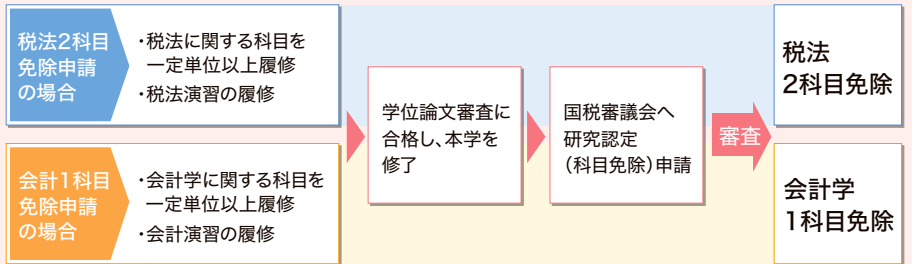 税法2科目
免除申請
の場合
・税法に関する科目を
一定単位以上履修
・税法演習の履修
会計1科目
免除申請
の場合
・会計学に関する科目を
一定単位以上履修
・会計演習の履修
学位論文審査に
合格し、本学を
修了
国税審議会へ
研究認定
（科目免除）申請
審査
税法
2科目免除
会計学
1科目免除